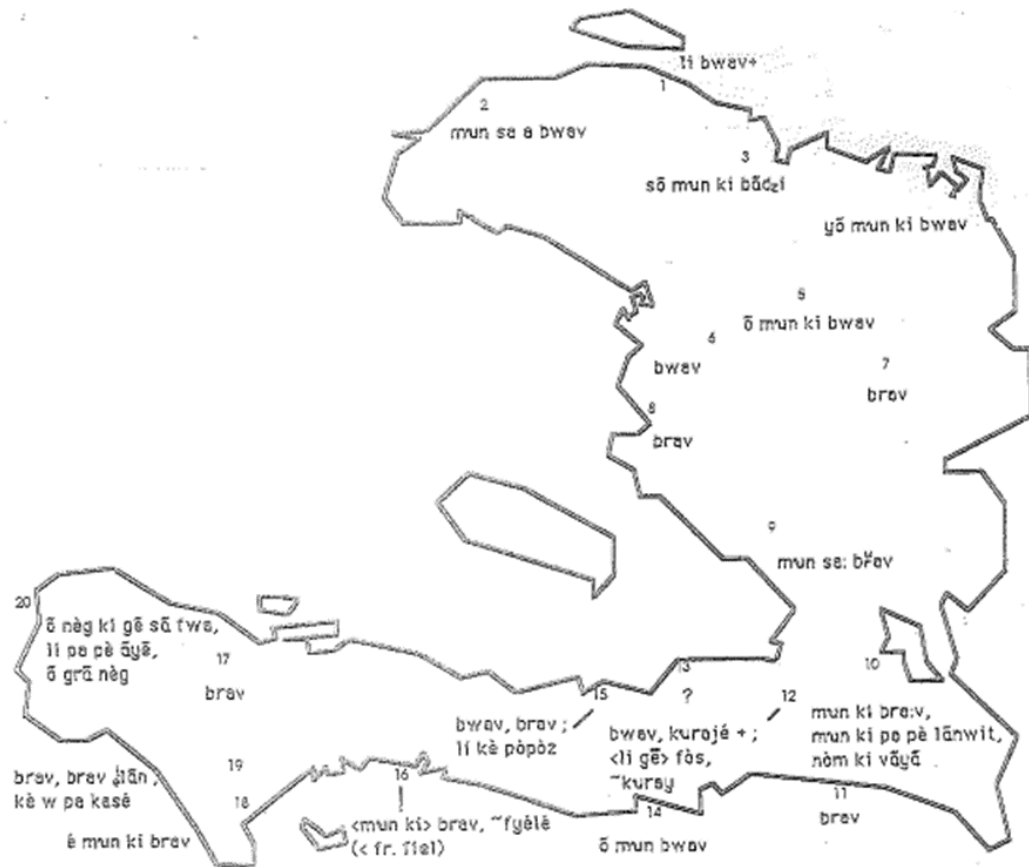 li bwav+
1
2
mun sa a bwav
3
sõ mun ki bãdzi
yõ mun ki bwav
5
õ mun ki bwav
6
bwav
7
brav
8
brav
9
mun sa:
20
õ nèg ki gẽ sã fwa,
li pa pè ãyẽ,
õ grã nèg
17
brav
10
mun ki bra:v,
mun ki pa pè lãnwit,
nòm ki vãyã
13
?
12
bwav, kurajé + ;
<li gẽ> fòs,
~kuray
15
bwav, brav ;
li kè pòpòz
19
brav, brav
kè w pa kasé
18
é mun ki brav
16
<mun ki> brav, ~fyèlé
(< fr. fiel)
14
õ mun bwav
11
brav